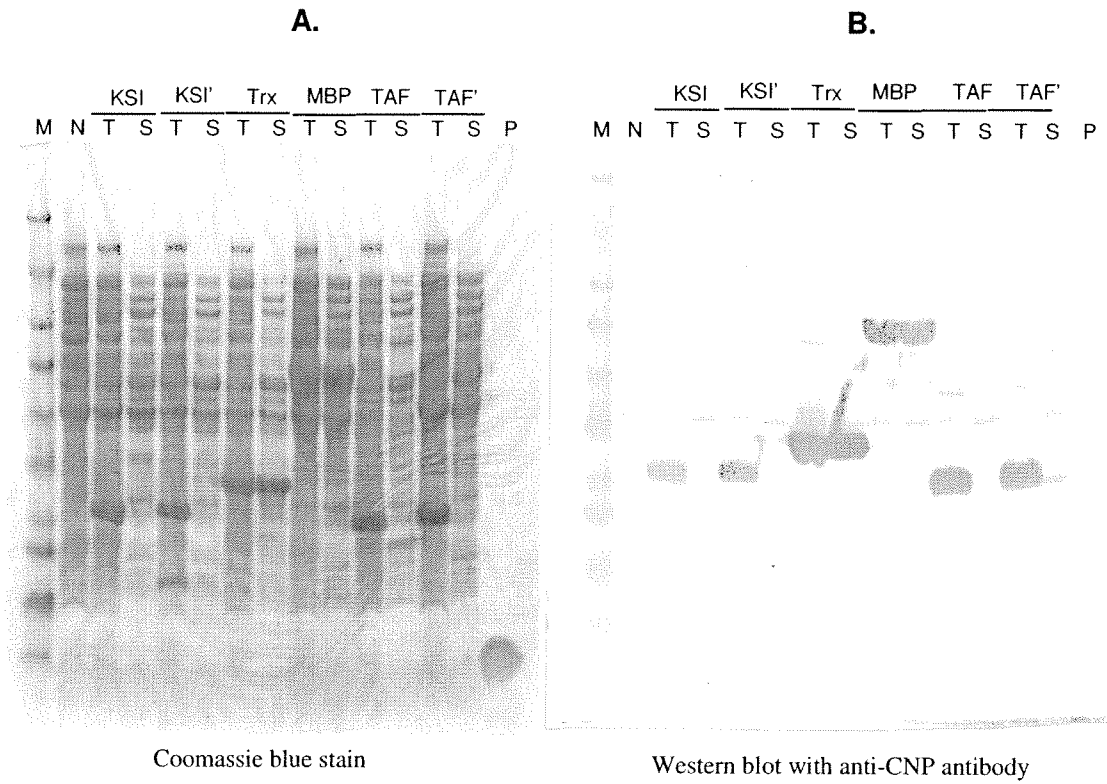 A.
KSI KSI' Trx MBP TAF TAF'
M N T S T S T S T S T S T S P
Coomassie blue stain
B.
KSI KSI' Trx MBP TAF TAF'
M N T S T S T S T S T S T S P
Western blot with anti-CNP antibody